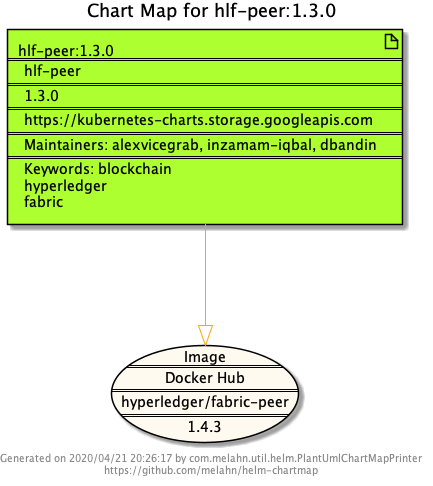 Chart Map for hlf-peer:1.3.0
hlf-peer:1.3.0
hlf-peer
1.3.0
https://kubernetes-charts.storage.googleapis.com
Maintainers: alexvicegrab, inzamam-iqbal, dbandin
Keywords: blockchain
hyperledger
fabric
Image
Docker Hub
hyperledger/fabric-peer
1.4.3
Generated on 2020/04/21 20:26:17 by com.melahn.util.helm.PlantUmlChartMapPrinter
https://github.com/melahn/helm-chartmap